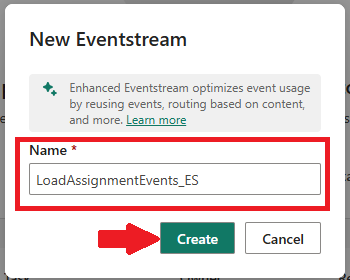 New Eventstream
Enhanced Eventstream optimizes event usage
by reusing events, routing based on content,
and more. Learn more
Name *
LoadAssignmentEvents_ES
Create Cancel